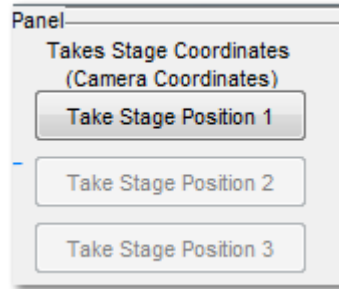 Panel
Takes Stage Coordinates
(Camera Coordinates)
Take Stage Position 1
Take Stage Position 2
Take Stage Position 3